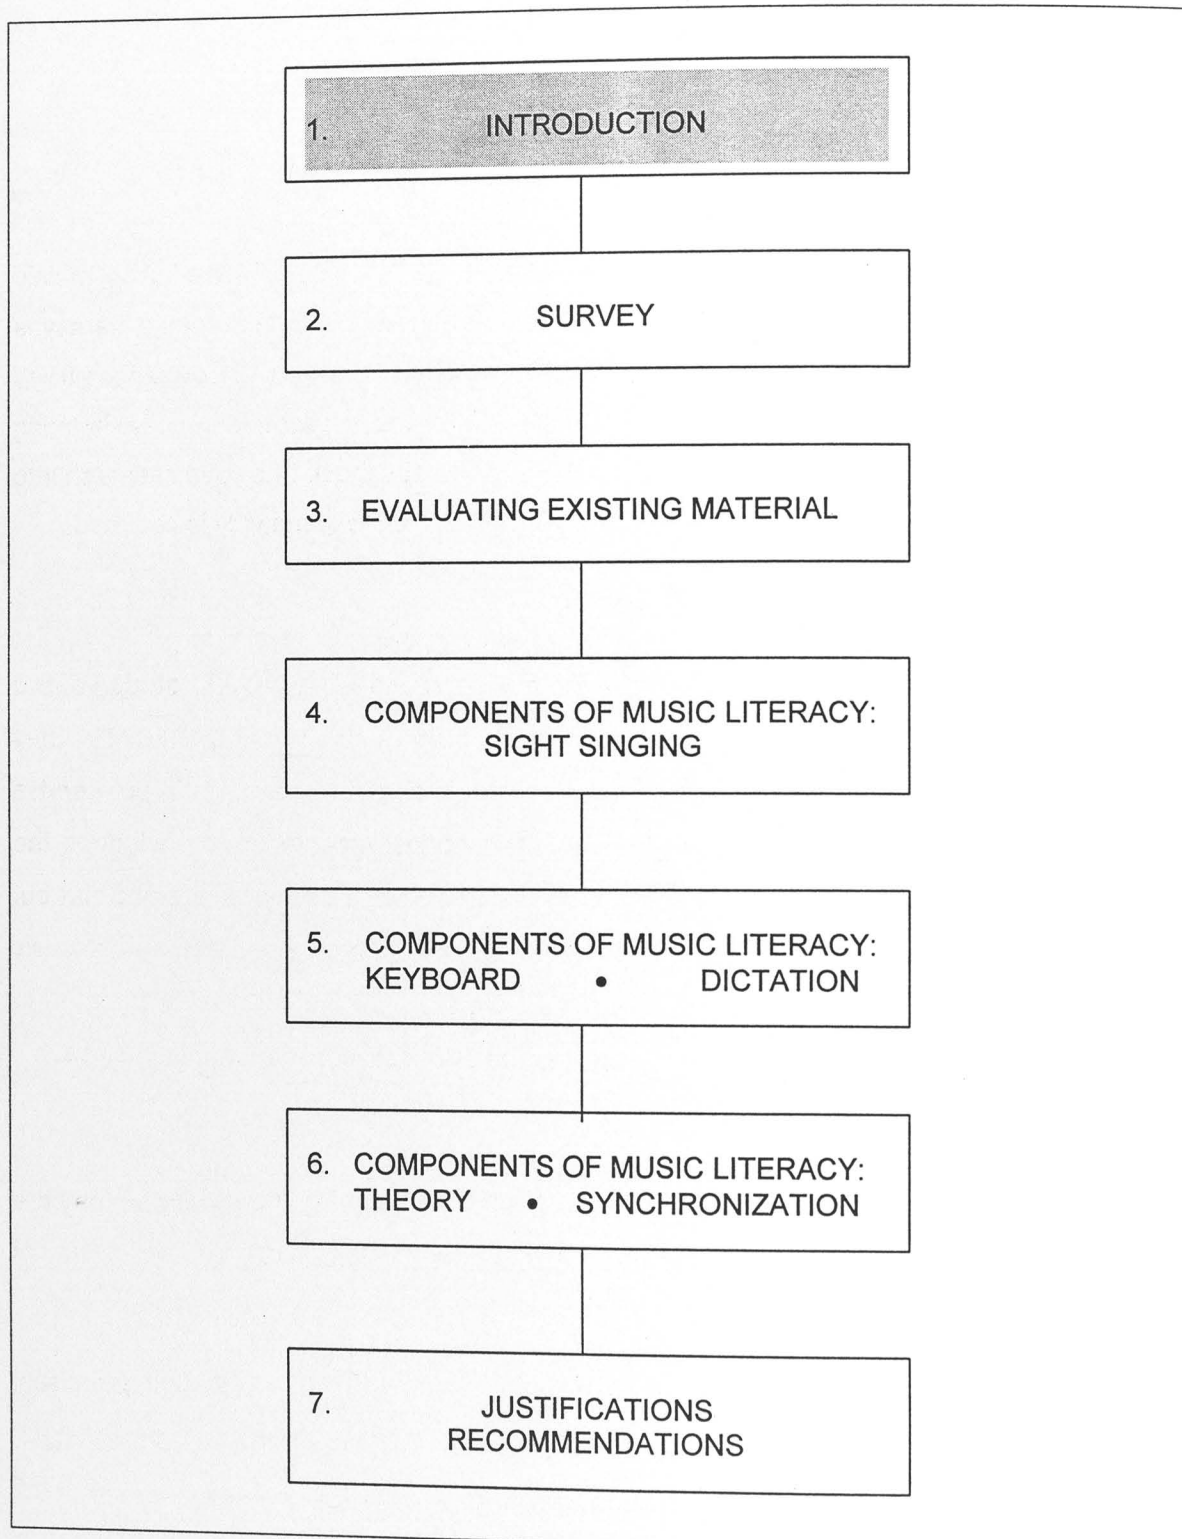 1. INTRODUCTION
2. SURVEY
3. EVALUATING EXISTING MATERIAL
4. COMPONENTS OF MUSIC LITERACY:
SIGHT SINGING
5. COMPONENTS OF MUSIC LITERACY:
KEYBOARD • DICTATION
6. COMPONENTS OF MUSIC LITERACY:
THEORY • SYNCHRONIZATION
7. JUSTIFICATIONS
RECOMMENDATIONS